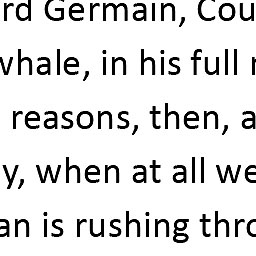 rd Germain, Cou
whale, in his full r
reasons, then, a
y, when at all we
an is rushing thro